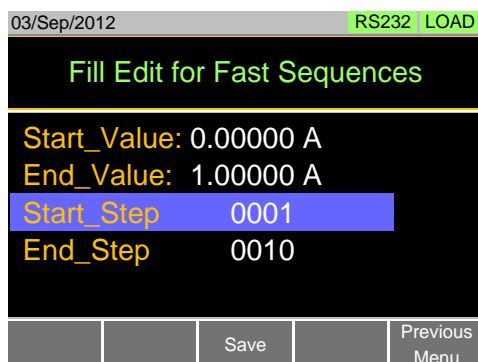 03/Sep/2012 RS232 LOAD
Fill Edit for Fast Sequences
Start_Value: 0.00000 A
End_Value: 1.00000 A
Start_Step 0001
End_Step 0010
Save
Previous
Menu